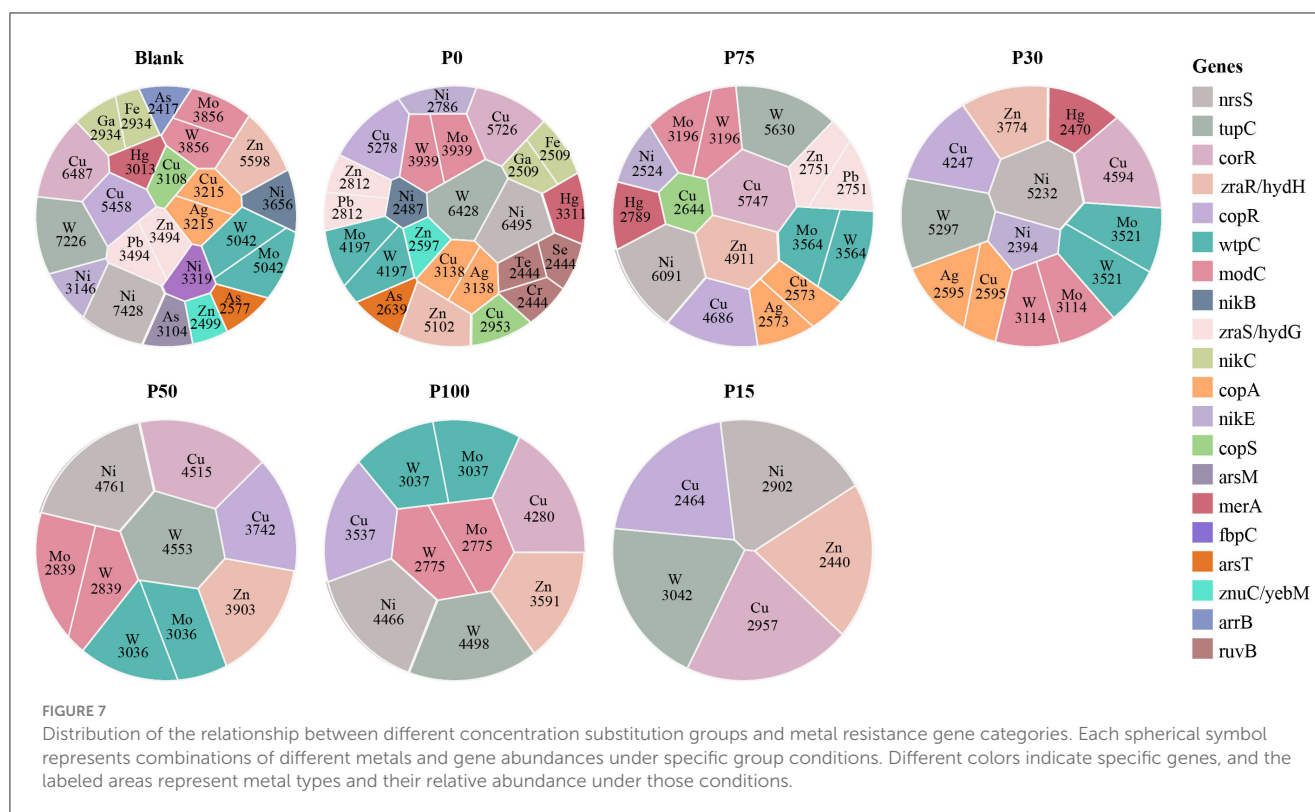 Blank
P0
P75
P30
As
2417
Fe
2934
Ga
2934
Mo
3856
W
3856
Zn
5598
Cu
6487
Hg
3013
Cu
3108
Cu
3215
Ni
3656
Cu
5458
Ag
3215
W
7226
Zn
3494
Pb
3494
W
5042
Mo
5042
Ni
3146
Ni
3319
Ni
7428
As
3104
Zn
2499
As
2577
Ni
2786
Cu
5278
Cu
5726
W
3939
Mo
3939
Fe
2509
Ga
2509
Zn
2812
Pb
2812
Ni
2487
W
6428
Ni
6495
Hg
3311
Mo
4197
W
4197
Zn
2597
Cu
3138
Ag
3138
Te
2444
Se
2444
Cr
2444
As
2639
Zn
5102
Cu
2953
Mo
3196
W
3196
W
5630
Ni
2524
Zn
2751
Pb
2751
Cu
2644
Cu
5747
Hg
2789
Mo
3564
W
3564
Zn
4911
Ni
6091
Cu
4686
Cu
2573
Ag
2573
Zn
3774
Hg
2470
Cu
4247
Cu
4594
Ni
5232
W
5297
Ni
2394
Mo
3521
W
3521
Ag
2595
Cu
2595
W
3114
Mo
3114
Genes
nrsS
tupC
corR
zraR/hydH
copR
wtpC
modC
nikB
zraS/hydG
nikC
copA
nikE
copS
arsM
merA
fbpC
arsT
znuC/yebM
arrB
ruvB
P50
P100
P15
Ni
4761
Cu
4515
Cu
3742
W
4553
Mo
2839
W
2839
Zn
3903
W
3036
Mo
3036
W
3037
Mo
3037
Cu
4280
Cu
3537
W
2775
Mo
2775
Zn
3591
Ni
4466
W
4498
Cu
2464
Ni
2902
Zn
2440
W
3042
Cu
2957
FIGURE 7
Distribution of the relationship between different concentration substitution groups and metal resistance gene categories. Each spherical symbol
represents combinations of different metals and gene abundances under specific group conditions. Different colors indicate specific genes, and the
labeled areas represent metal types and their relative abundance under those conditions.